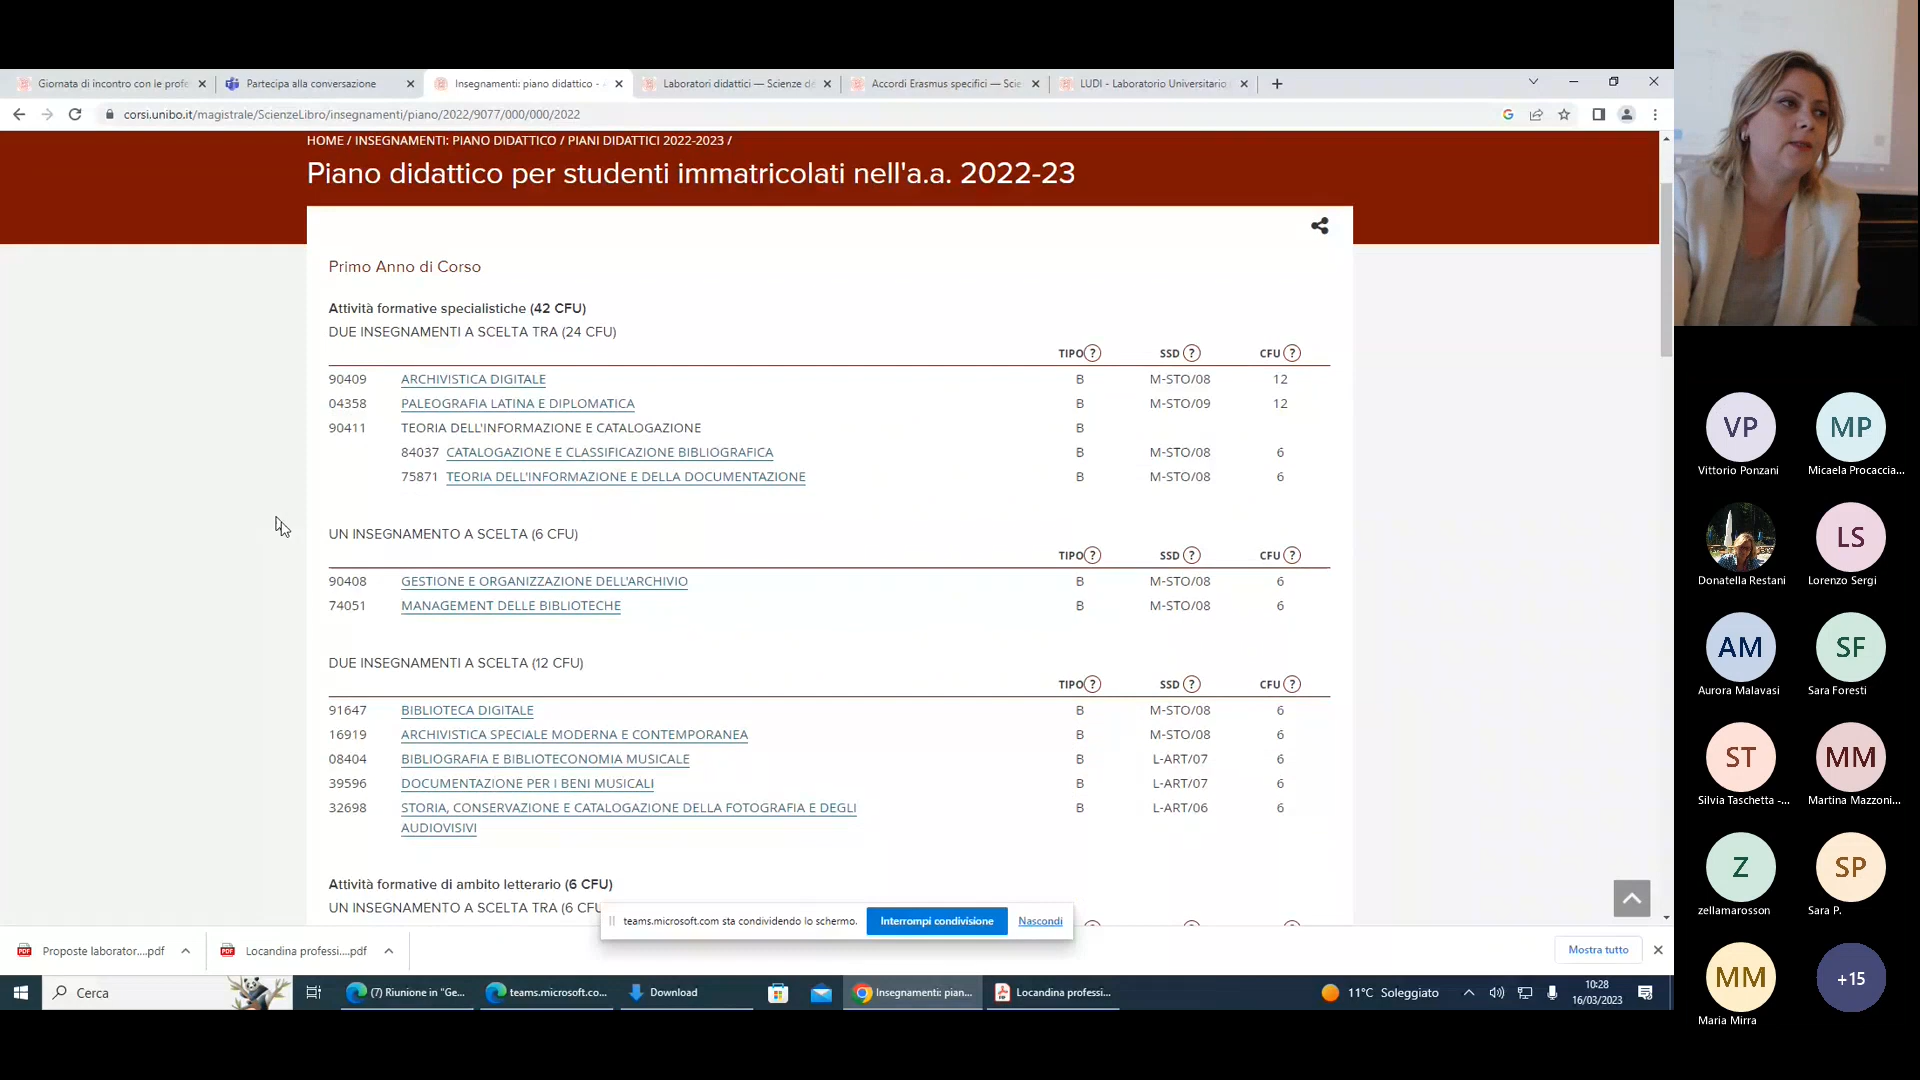 Giornata di incontro con le profe
Partecipa alla conversazione
Insegnamenti: piano didattico -
Laboratori didattici — Scienze de
Accordi Erasmus specifici — Scie
LUDI - Laboratorio Universitario
corsi.unibo.it/magistrale/ScienzeLibro/insegnamenti/piano/2022/9077/000/000/2022
HOME / INSEGNAMENTI: PIANO DIDATTICO / PIANI DIDATTICI 2022-2023 /
Piano didattico per studenti immatricolati nell'a.a. 2022-23
Primo Anno di Corso
Attività formative specialistiche (42 CFU)
DUE INSEGNAMENTI A SCELTA TRA (24 CFU)
TIPO ? SSD ? CFU ?
90409 ARCHIVISTICA DIGITALE B M-STO/08 12
04358 PALEOGRAFIA LATINA E DIPLOMATICA B M-STO/09 12
90411 TEORIA DELL'INFORMAZIONE E CATALOGAZIONE B
84037 CATALOGAZIONE E CLASSIFICAZIONE BIBLIOGRAFICA B M-STO/08 6
75871 TEORIA DELL'INFORMAZIONE E DELLA DOCUMENTAZIONE B M-STO/08 6
UN INSEGNAMENTO A SCELTA (6 CFU)
TIPO ? SSD ? CFU ?
90408 GESTIONE E ORGANIZZAZIONE DELL'ARCHIVIO B M-STO/08 6
74051 MANAGEMENT DELLE BIBLIOTECHE B M-STO/08 6
DUE INSEGNAMENTI A SCELTA (12 CFU)
TIPO ? SSD ? CFU ?
91647 BIBLIOTECA DIGITALE B M-STO/08 6
16919 ARCHIVISTICA SPECIALE MODERNA E CONTEMPORANEA B M-STO/08 6
08404 BIBLIOGRAFIA E BIBLIOTECONOMIA MUSICALE B L-ART/07 6
39596 DOCUMENTAZIONE PER I BENI MUSICALI B L-ART/07 6
32698 STORIA, CONSERVAZIONE E CATALOGAZIONE DELLA FOTOGRAFIA E DEGLI B L-ART/06 6
AUDIOVISIVI
Attività formative di ambito letterario (6 CFU)
UN INSEGNAMENTO A SCELTA TRA (6 CFU
teams.microsoft.com sta condividendo lo schermo.
Interrompi condivisione
Nascondi
Proposte laborator....pdf
Locandina professi....pdf
Mostra tutto
Cerca
(7) Riunione in "Ge...
teams.microsoft.co...
Download
Insegnamenti: pian...
Locandina professi...
11°C Soleggiato
10:28
16/03/2023
VP MP
Vittorio Ponzani Micaela Procaccia...
LS
Donatella Restani Lorenzo Sergi
AM SF
Aurora Malavasi Sara Foresti
ST MM
Silvia Taschetta -... Martina Mazzoni...
Z SP
zellamarosson Sara P.
MM +15
Maria Mirra